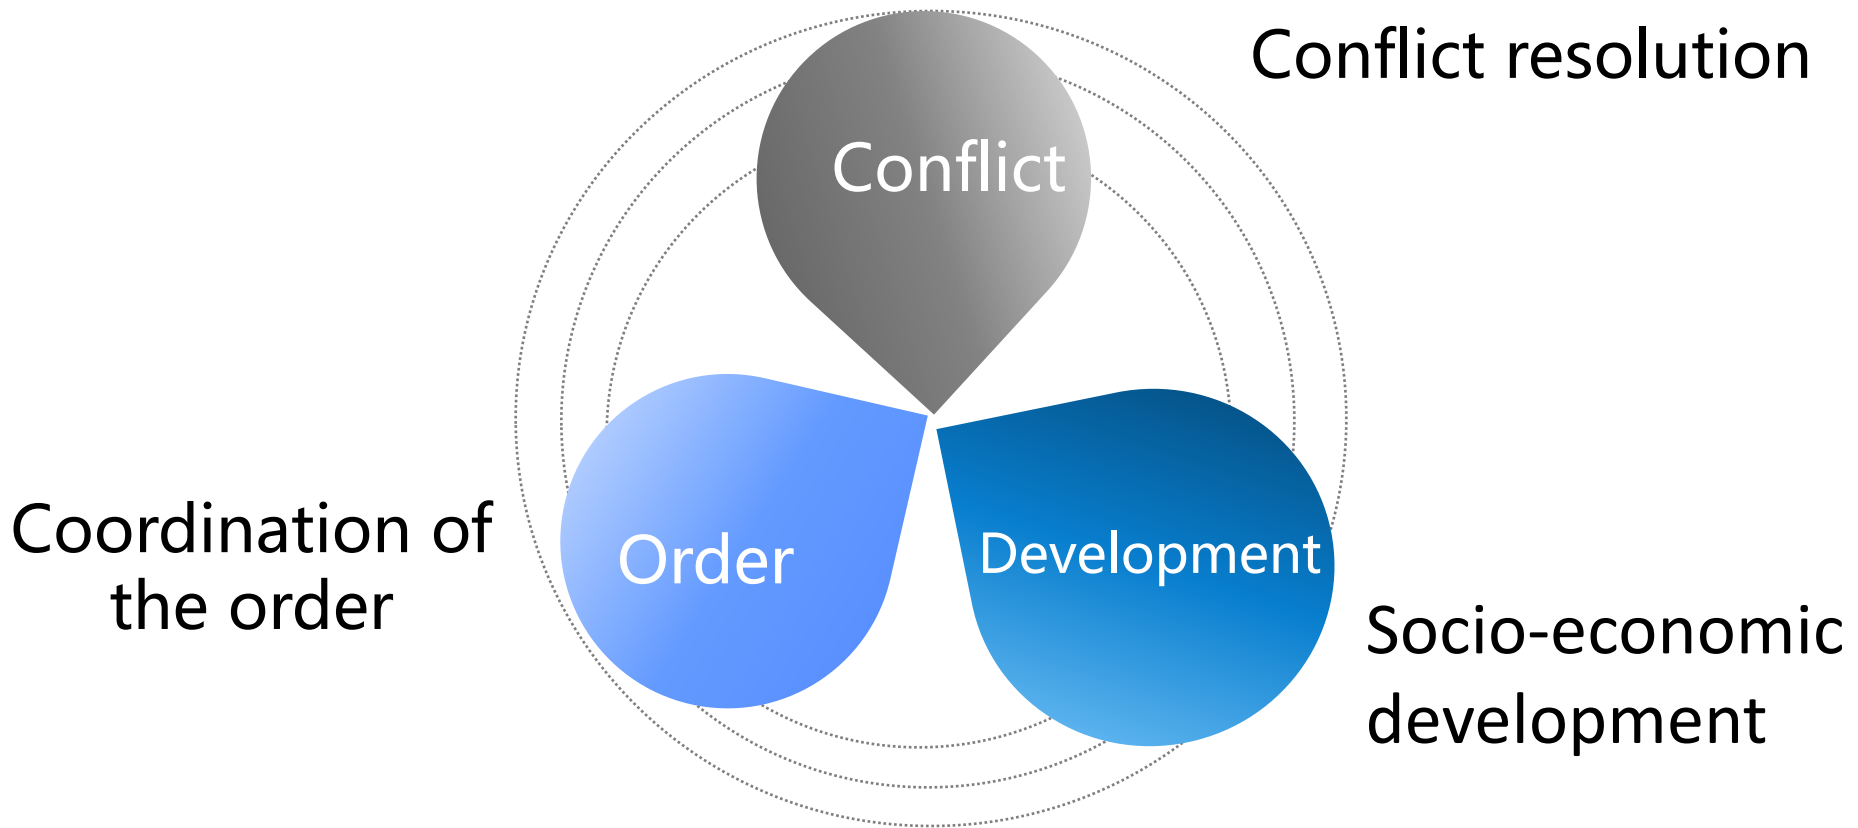 Conflict resolution
Conflict
Coordination of
the order
Order
Development
Socio-economic
development